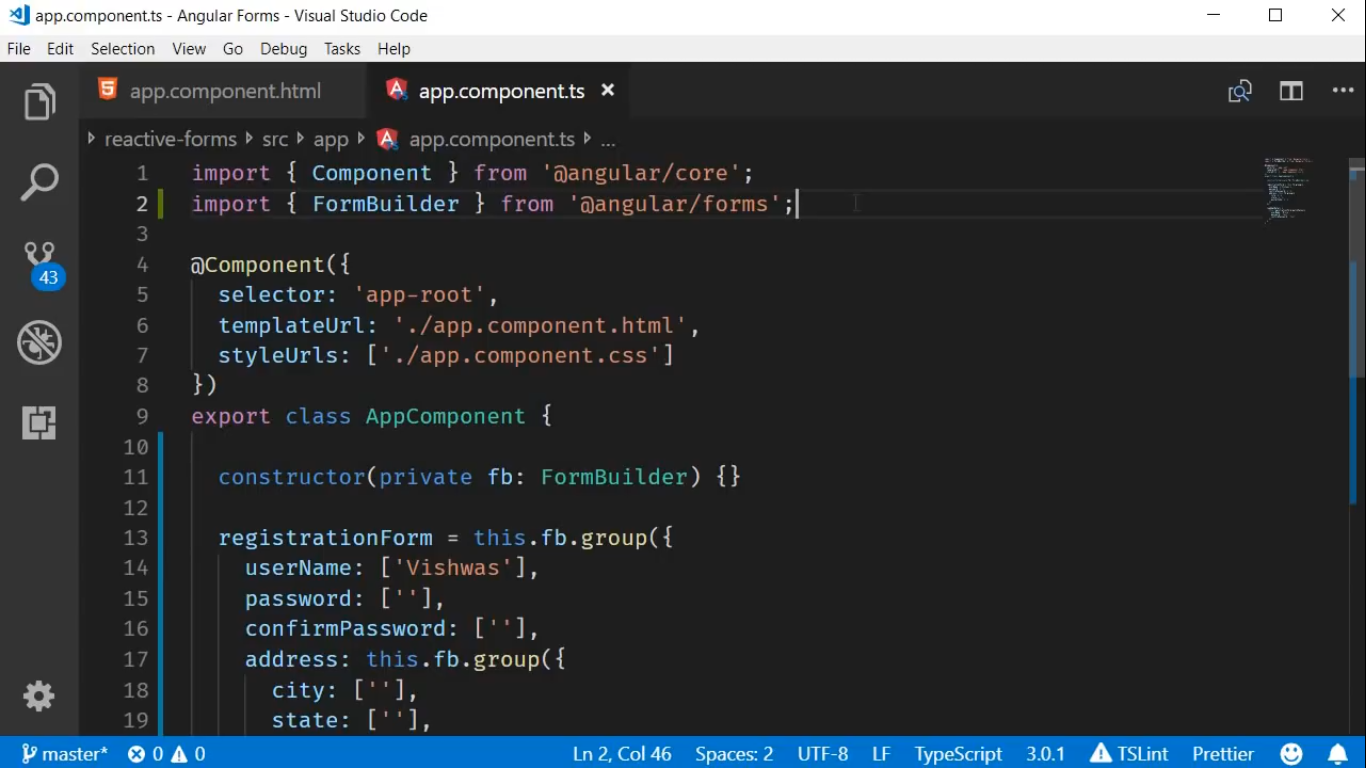 app.component.ts - Angular Forms - Visual Studio Code
File Edit Selection View Go Debug Tasks Help
app.component.html app.component.ts
reactive-forms src app app.component.ts ...
1 import { Component } from '@angular/core';
2 import { FormBuilder } from '@angular/forms';
3
4 @Component({
5 selector: 'app-root',
6 templateUrl: './app.component.html',
7 styleUrls: ['./app.component.css']
8 })
9 export class AppComponent {
10
11 constructor(private fb: FormBuilder) {}
12
13 registrationForm = this.fb.group({
14 userName: ['Vishwas'],
15 password: [''],
16 confirmPassword: [''],
17 address: this.fb.group({
18 city: [''],
19 state: [''],
43
master* 0 0 Ln 2, Col 46 Spaces: 2 UTF-8 LF TypeScript 3.0.1 TSLint Prettier